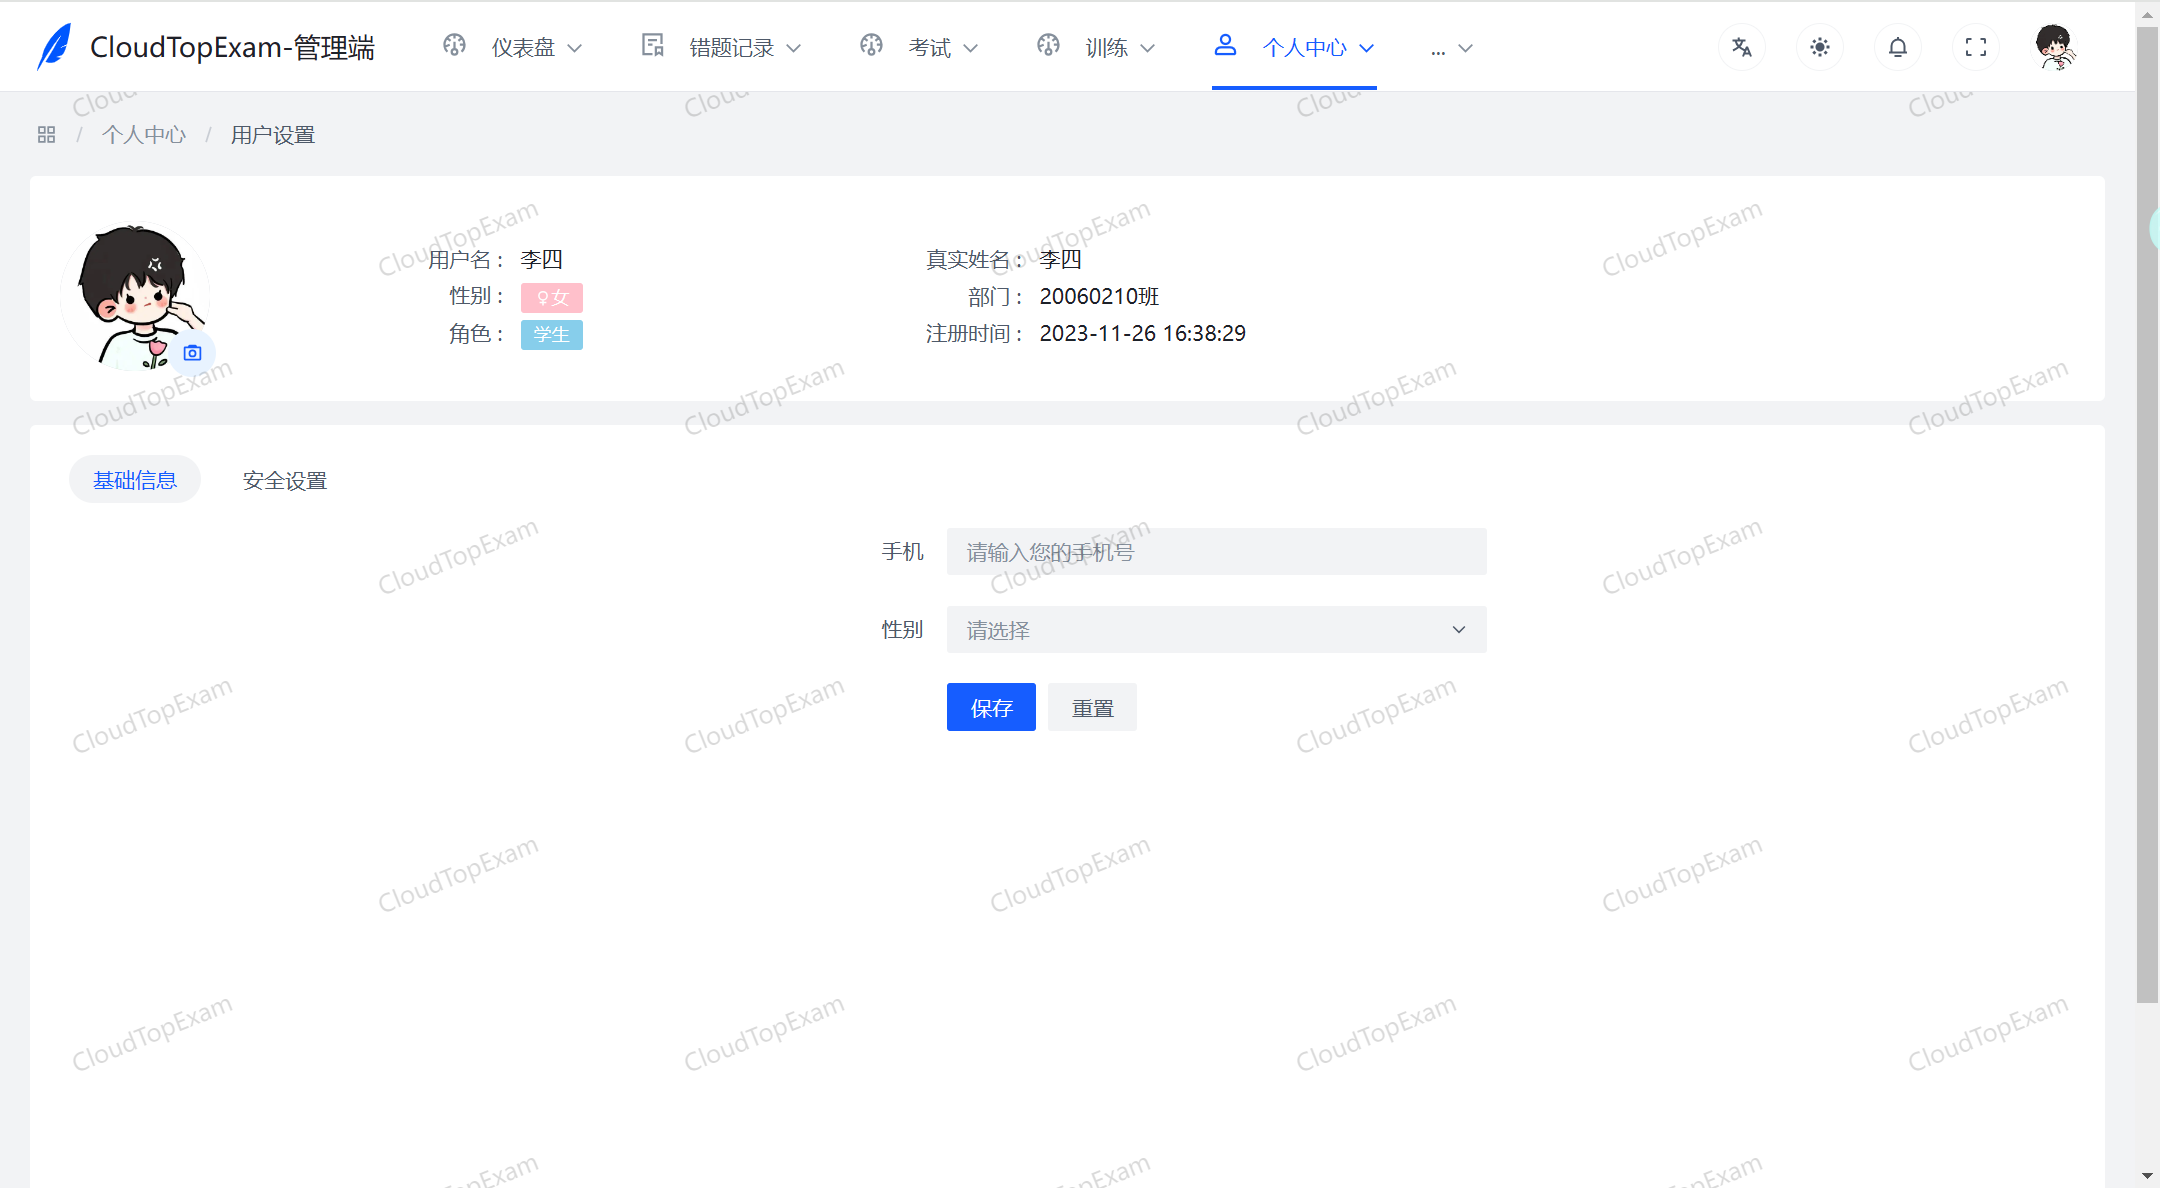 CloudTopExam-管理端
仪表盘
错题记录
考试
训练
个人中心
...
/ 个人中心 / 用户设置
用户名： 李四
真实姓名： 李四
性别： ♀女
部门： 20060210班
角色： 学生
注册时间： 2023-11-26 16:38:29
基础信息
安全设置
手机 请输入您的手机号
性别 请选择
保存 重置
CloudTopExam